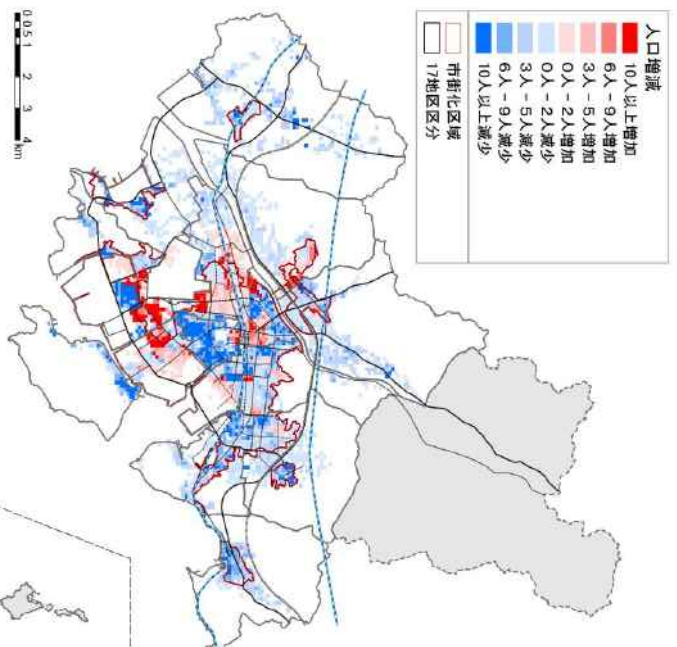 人口増減
10人以上増加
6人－9人増加
3人－5人増加
0人－2人増加
0人－2人減少
3人－5人減少
6人－9人減少
10人以上減少
市街化区域
17地区区分
0 0.5 1 2 3 4
km